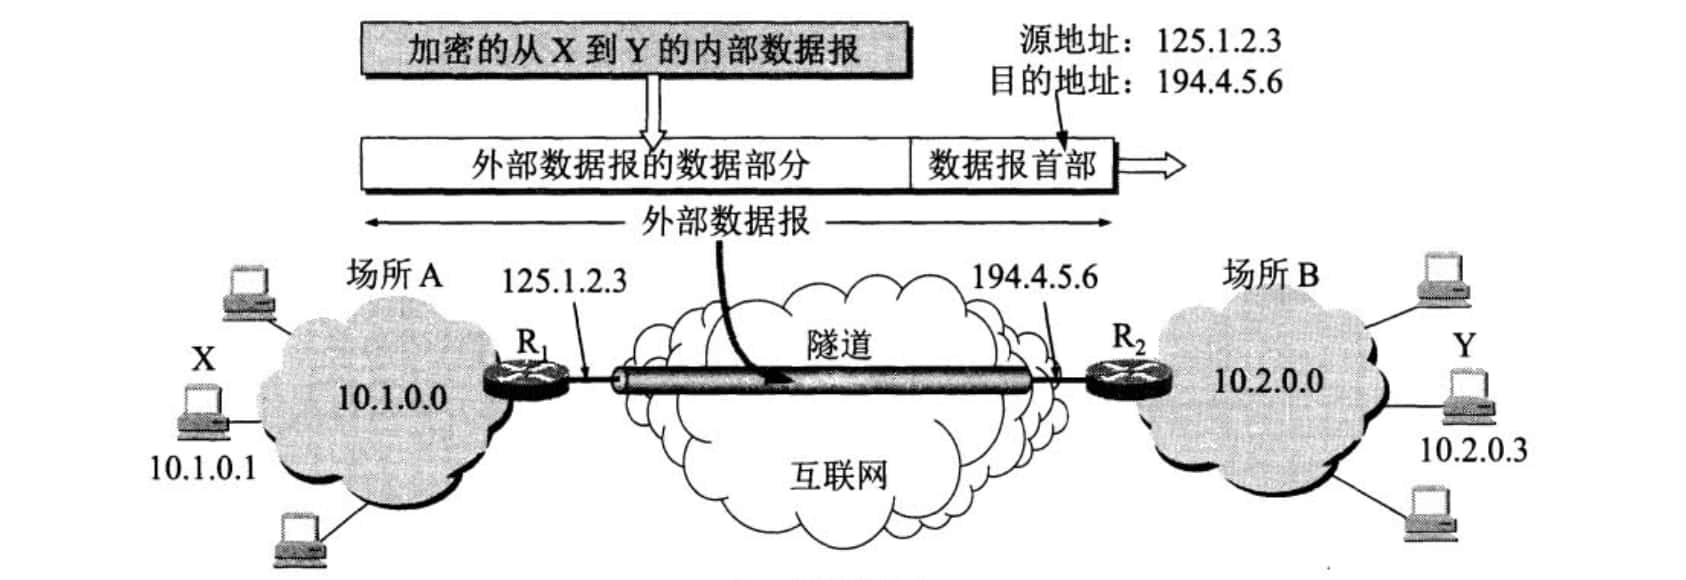 加密的从 X 到 Y 的内部数据报
源地址：125.1.2.3
目的地址：194.4.5.6
外部数据报的数据部分
数据报首部
外部数据报
场所 A
125.1.2.3
194.4.5.6
场所 B
R1
隧道
R2
X
Y
10.1.0.0
10.2.0.0
10.1.0.1
互联网
10.2.0.3